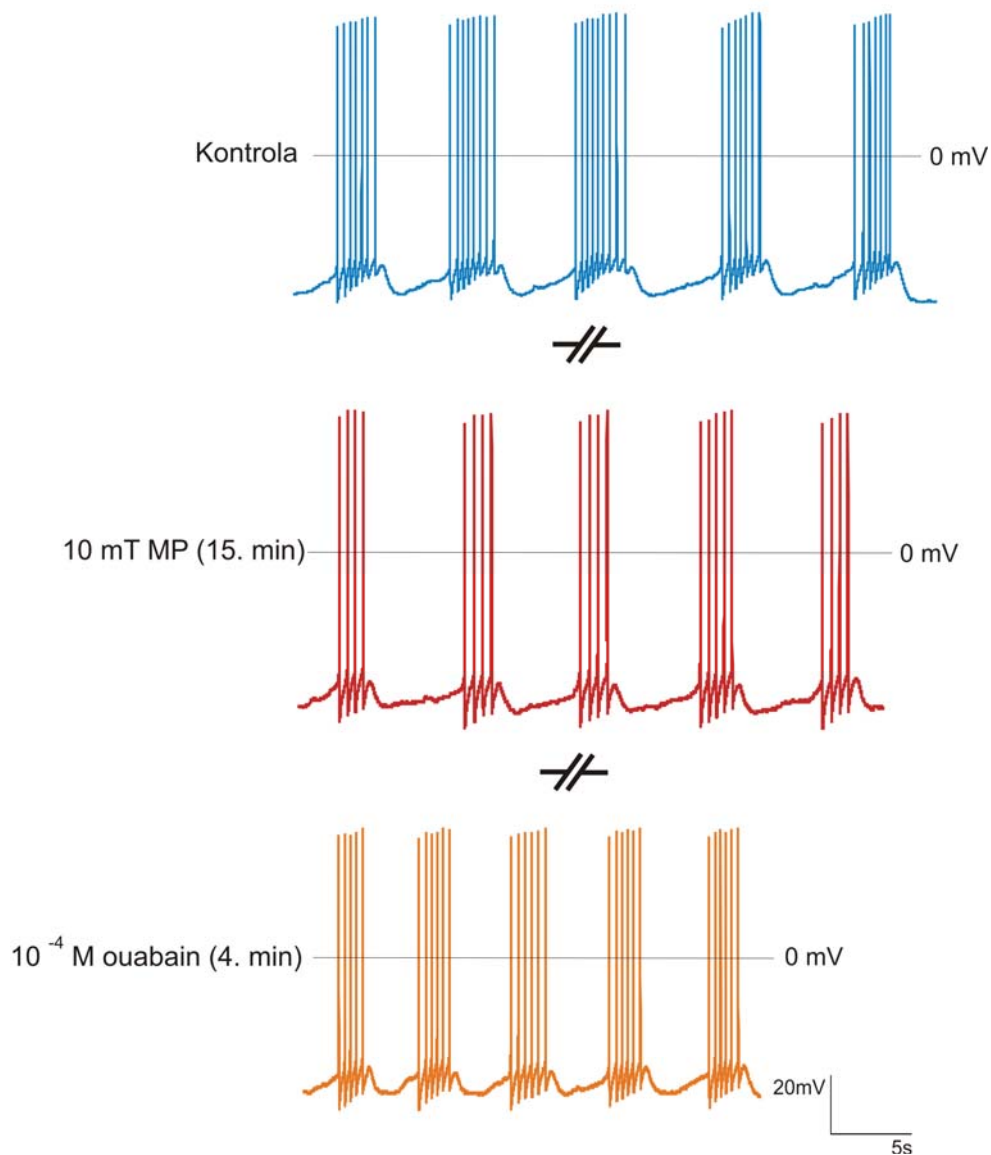 Kontrola 0 mV
10 mT MP (15. min) 0 mV
10 -4 M ouabain (4. min) 0 mV
20mV
5s